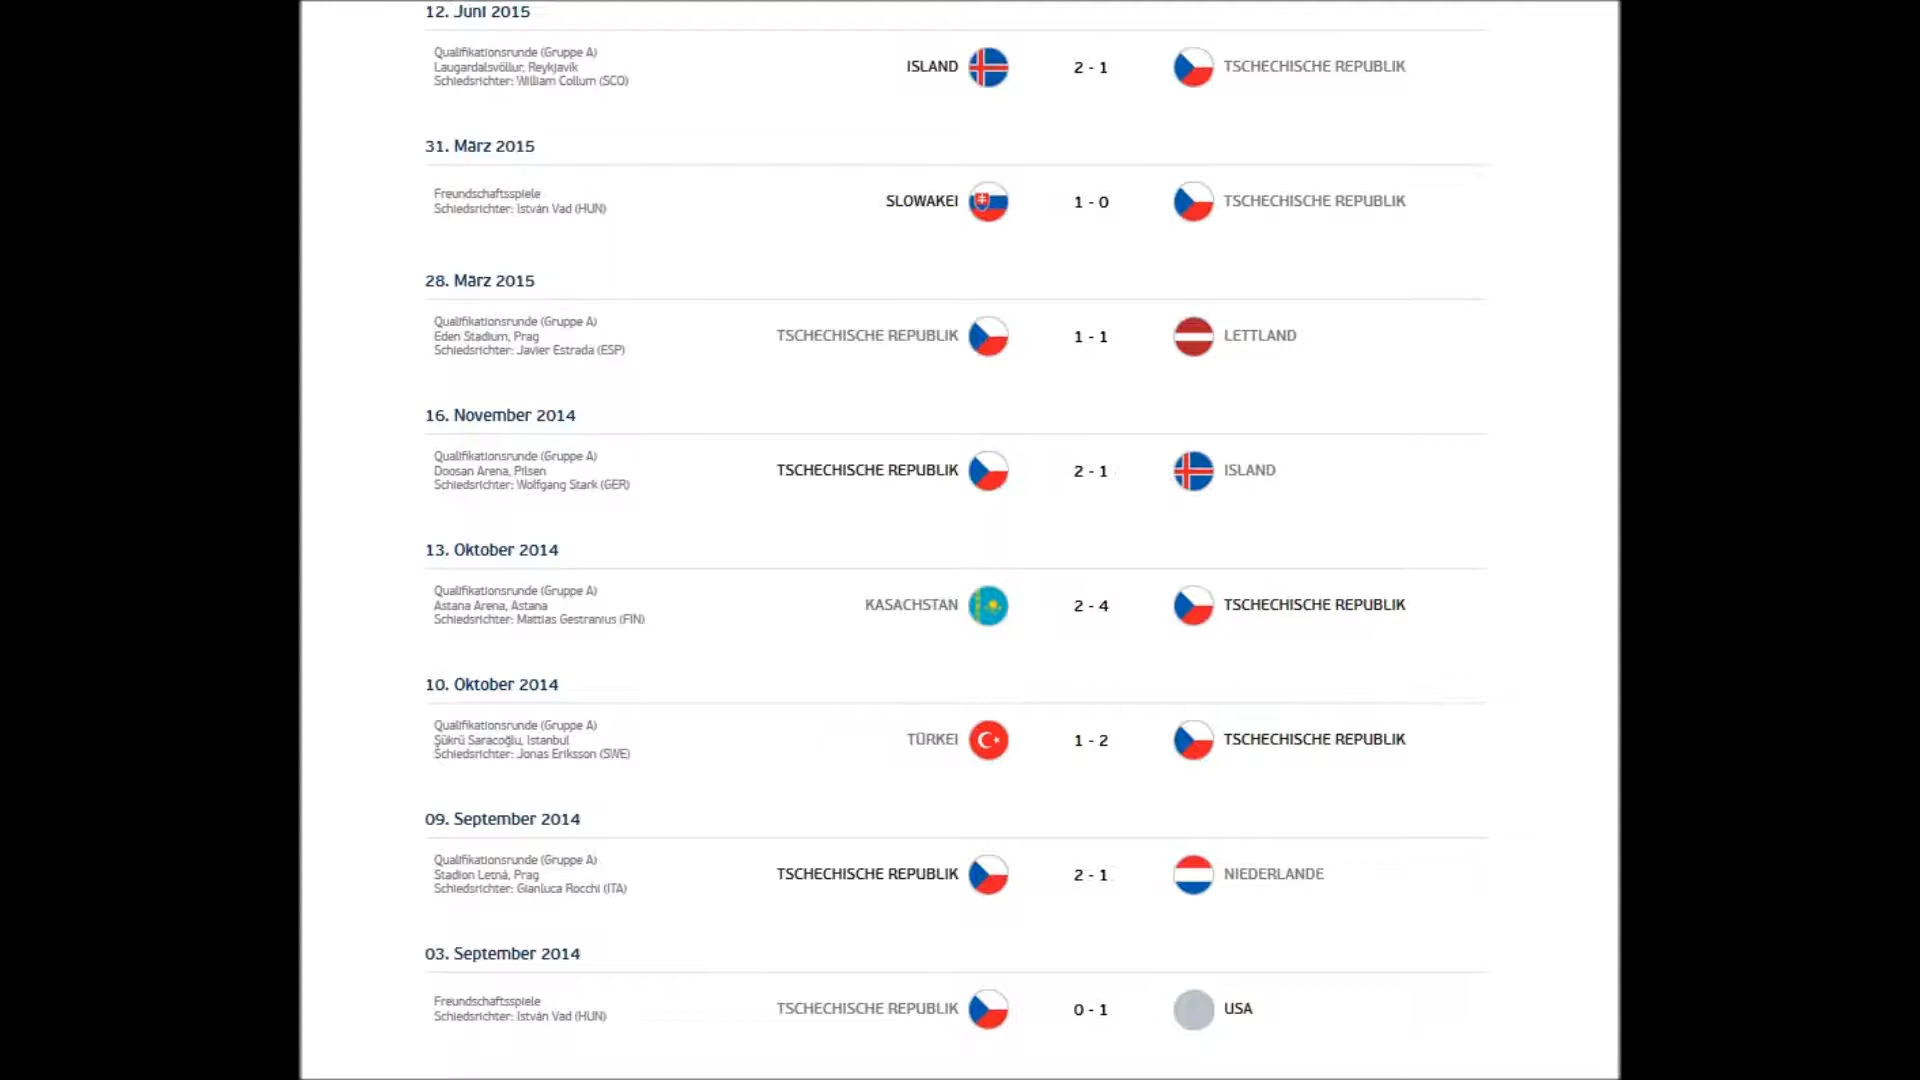 12. Juni 2015
Qualifikationsrunde (Gruppe A)
Laugardalsvöllur, Reykjavík
Schiedsrichter: William Collum (SCO)
ISLAND 2 - 1 TSCHECHISCHE REPUBLIK
31. März 2015
Freundschaftsspiele
Schiedsrichter: István Vad (HUN)
SLOWAKEI 1 - 0 TSCHECHISCHE REPUBLIK
28. März 2015
Qualifikationsrunde (Gruppe A)
Eden Stadium, Prag
Schiedsrichter: Javier Estrada (ESP)
TSCHECHISCHE REPUBLIK 1 - 1 LETTLAND
16. November 2014
Qualifikationsrunde (Gruppe A)
Doosan Arena, Pilsen
Schiedsrichter: Wolfgang Stark (GER)
TSCHECHISCHE REPUBLIK 2 - 1 ISLAND
13. Oktober 2014
Qualifikationsrunde (Gruppe A)
Astana Arena, Astana
Schiedsrichter: Mattias Gestranius (FIN)
KASACHSTAN 2 - 4 TSCHECHISCHE REPUBLIK
10. Oktober 2014
Qualifikationsrunde (Gruppe A)
Şükrü Saracoğlu, Istanbul
Schiedsrichter: Jonas Eriksson (SWE)
TÜRKEI 1 - 2 TSCHECHISCHE REPUBLIK
09. September 2014
Qualifikationsrunde (Gruppe A)
Stadion Letná, Prag
Schiedsrichter: Gianluca Rocchi (ITA)
TSCHECHISCHE REPUBLIK 2 - 1 NIEDERLANDE
03. September 2014
Freundschaftsspiele
Schiedsrichter: István Vad (HUN)
TSCHECHISCHE REPUBLIK 0 - 1 USA